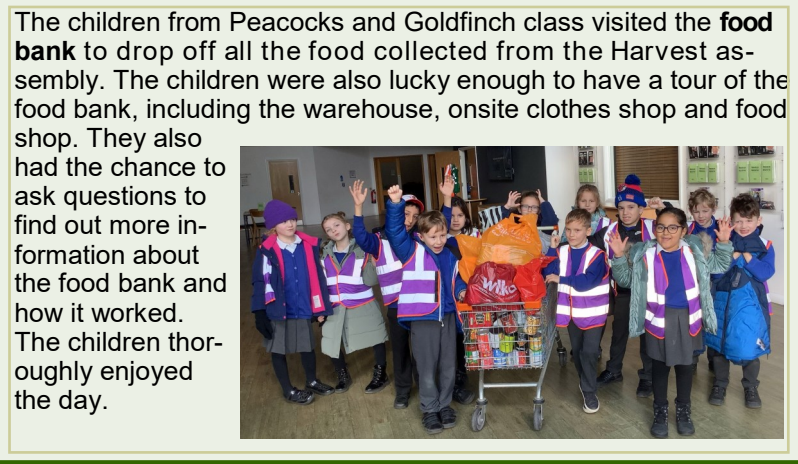 The children from Peacocks and Goldfinch class visited the food
bank to drop off all the food collected from the Harvest as-
sembly. The children were also lucky enough to have a tour of the
food bank, including the warehouse, onsite clothes shop and food
shop. They also
had the chance to
ask questions to
find out more in-
formation about
the food bank and
how it worked.
The children thor-
oughly enjoyed
the day.
wilko